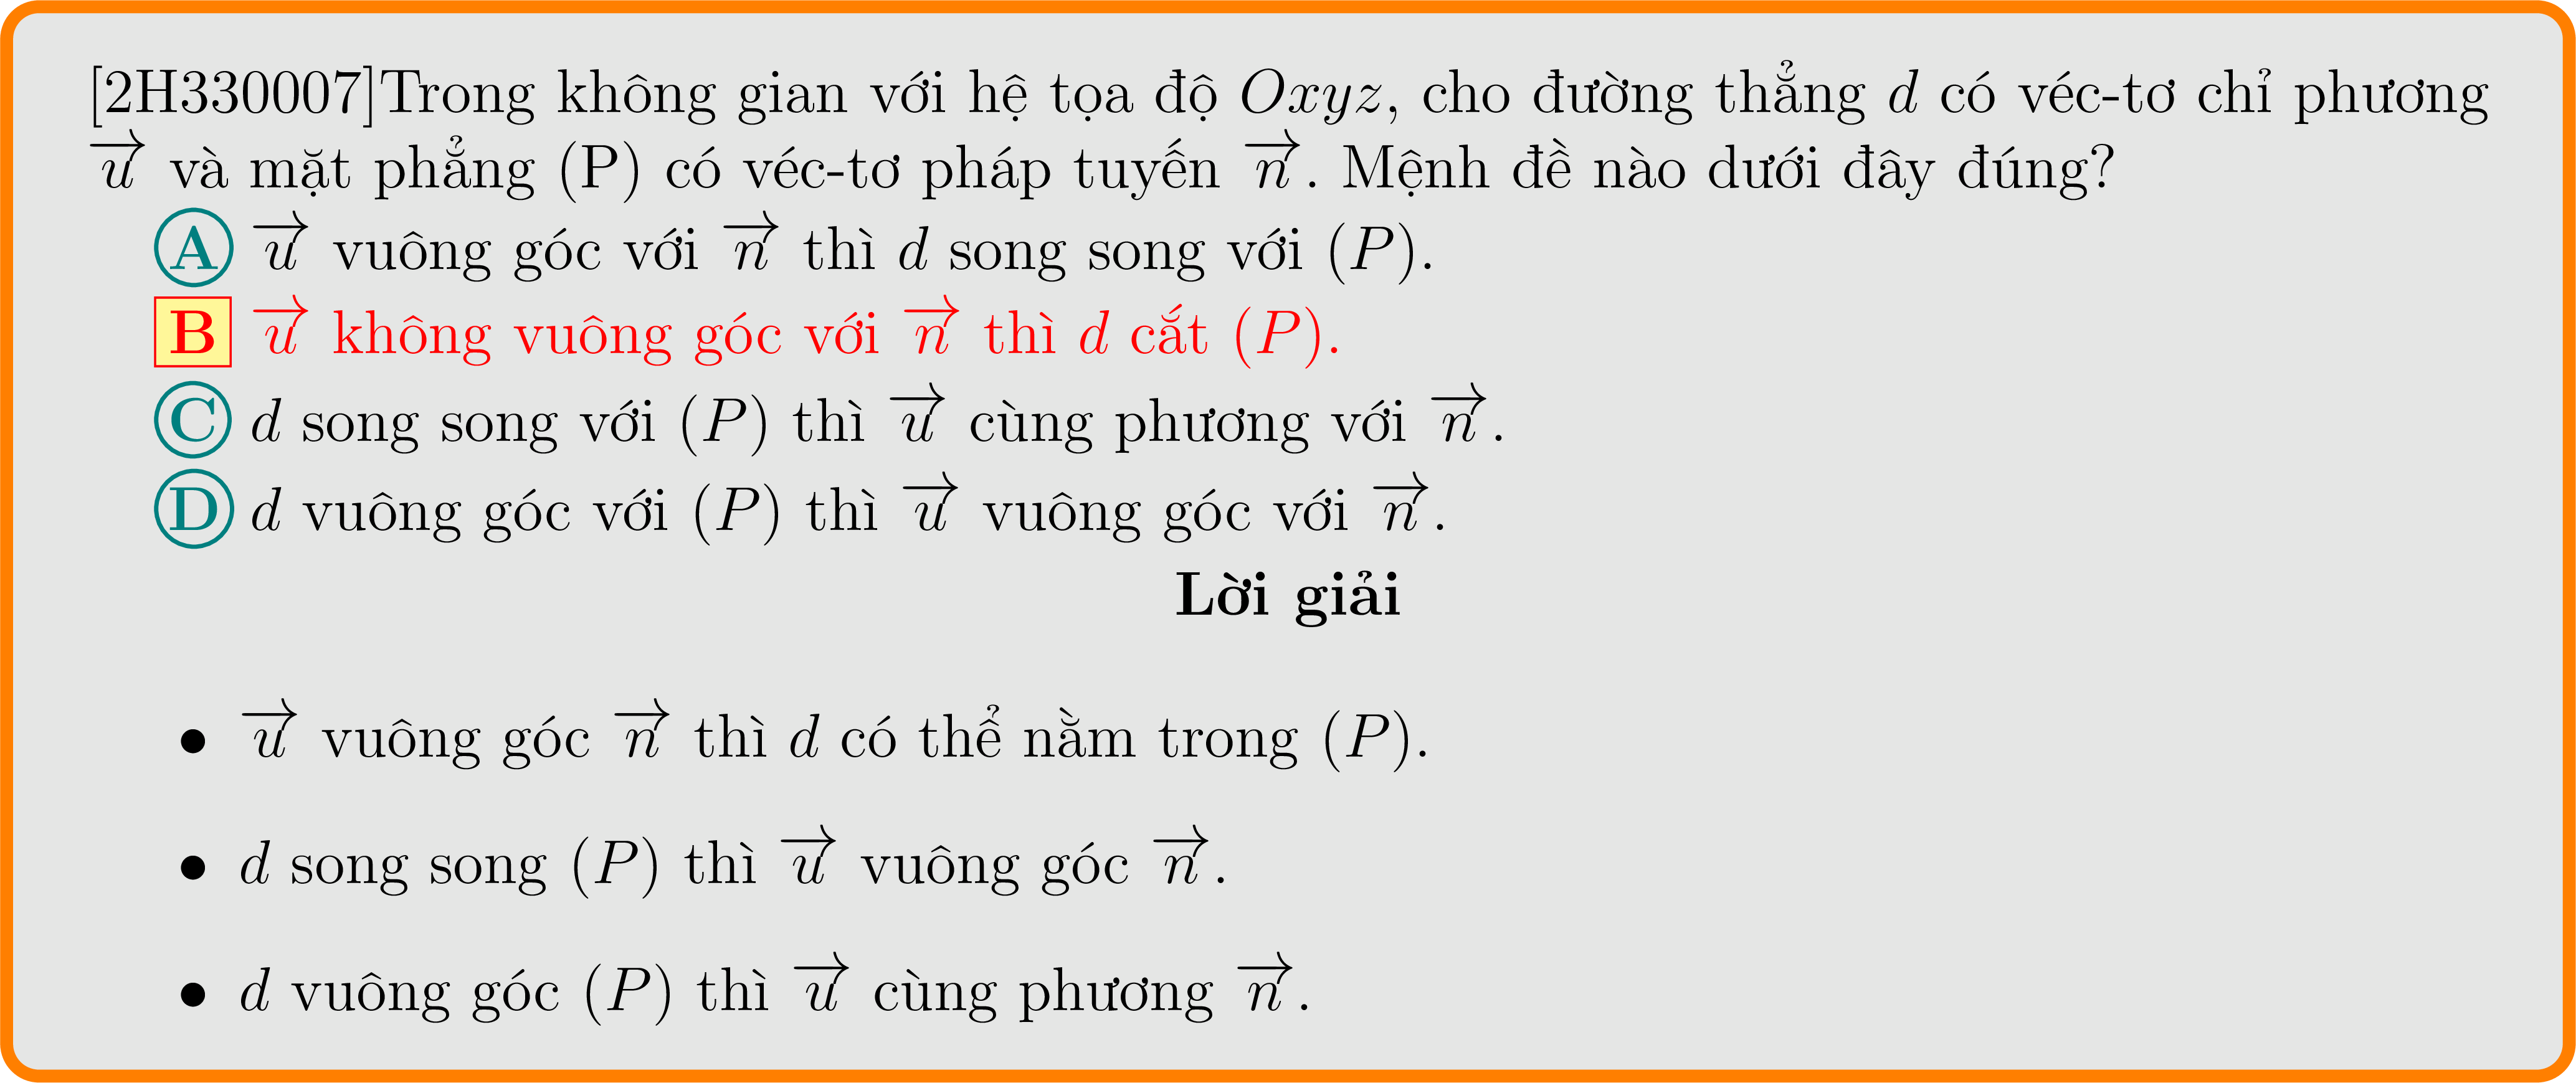 [2H330007]Trong không gian với hệ tọa độ Oxyz, cho đường thẳng d có véc-tơ chỉ phương
$\overrightarrow{u}$ và mặt phẳng (P) có véc-tơ pháp tuyến $\overrightarrow{n}$. Mệnh đề nào dưới đây đúng?
A $\overrightarrow{u}$ vuông góc với $\overrightarrow{n}$ thì d song song với (P).
B $\overrightarrow{u}$ không vuông góc với $\overrightarrow{n}$ thì d cắt (P).
C d song song với (P) thì $\overrightarrow{u}$ cùng phương với $\overrightarrow{n}$.
D d vuông góc với (P) thì $\overrightarrow{u}$ vuông góc với $\overrightarrow{n}$.
Lời giải
• $\overrightarrow{u}$ vuông góc $\overrightarrow{n}$ thì d có thể nằm trong (P).
• d song song (P) thì $\overrightarrow{u}$ vuông góc $\overrightarrow{n}$.
• d vuông góc (P) thì $\overrightarrow{u}$ cùng phương $\overrightarrow{n}$.